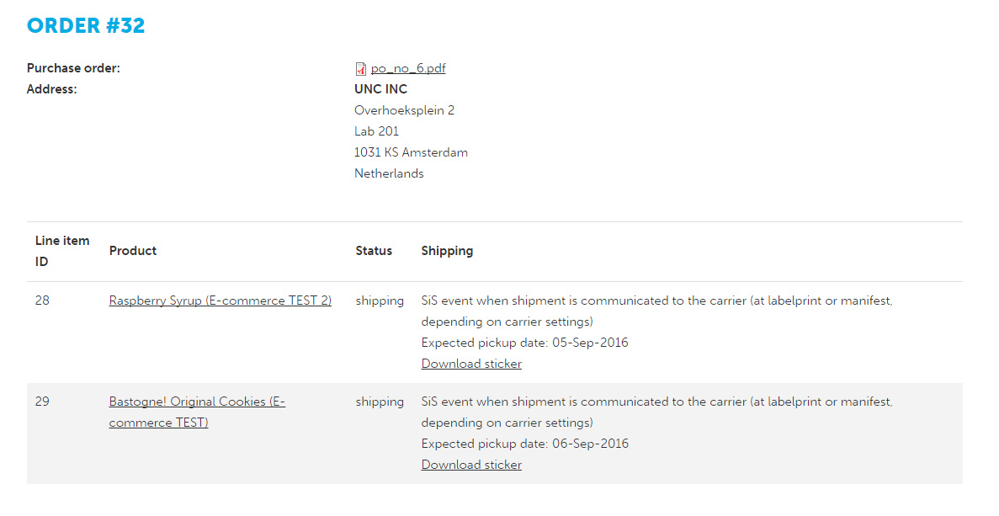 ORDER #32
Purchase order:
po_no_6.pdf
Address:
UNC INC
Overhoeksplein 2
Lab 201
1031 KS Amsterdam
Netherlands
Line item
ID
Product
Status
Shipping
28
Raspberry Syrup (E-commerce TEST 2)
shipping
SiS event when shipment is communicated to the carrier (at labelprint or manifest,
depending on carrier settings)
Expected pickup date: 05-Sep-2016
Download sticker
29
Bastogne! Original Cookies (E-
commerce TEST)
shipping
SiS event when shipment is communicated to the carrier (at labelprint or manifest,
depending on carrier settings)
Expected pickup date: 06-Sep-2016
Download sticker